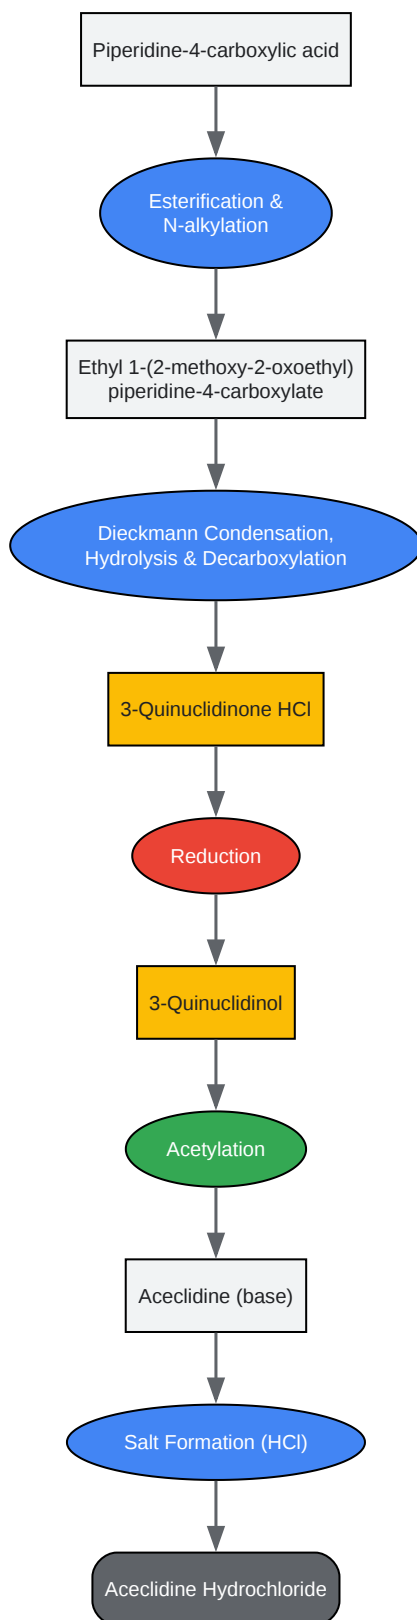 Piperidine-4-carboxylic acid
Esterification &
N-alkylation
Ethyl 1-(2-methoxy-2-oxoethyl)
piperidine-4-carboxylate
Dieckmann Condensation,
Hydrolysis & Decarboxylation
3-Quinuclidinone HCl
Reduction
3-Quinuclidinol
Acetylation
Aceclidine (base)
Salt Formation (HCl)
Aceclidine Hydrochloride